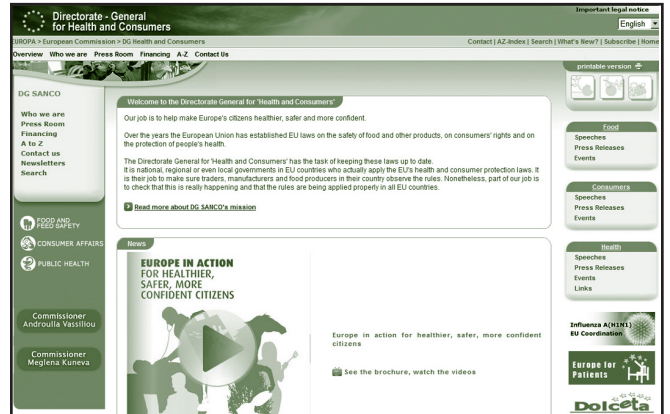 Important legal notice
Directorate - General
for Health and Consumers
English
EUROPA > European Commission > DG Health and Consumers
Contact | AZ-Index | Search | What's New? | Subscribe | Home
Overview Who we are Press Room Financing A-Z Contact Us
printable version
DG SANCO
Who we are
Press Room
Financing
A to Z
Contact us
Newsletters
Search
FOOD AND
FEED SAFETY
CONSUMER AFFAIRS
PUBLIC HEALTH
Commissioner
Androulla Vassiliou
Commissioner
Meglena Kuneva
Welcome to the Directorate General for 'Health and Consumers'
Our job is to help make Europe's citizens healthier, safer and more confident.
Over the years the European Union has established EU laws on the safety of food and other products, on consumers' rights and on
the protection of people's health.
The Directorate General for 'Health and Consumers' has the task of keeping these laws up to date.
It is national, regional or even local governments in EU countries who actually apply the EU's health and consumer protection laws. It
is their job to make sure traders, manufacturers and food producers in their country observe the rules. Nonetheless, part of our job is
to check that this is really happening and that the rules are being applied properly in all EU countries.
Read more about DG SANCO's mission
News
EUROPE IN ACTION
FOR HEALTHIER,
SAFER, MORE
CONFIDENT CITIZENS
Europe in action for healthier, safer, more confident
citizens
See the brochure, watch the videos
Food
Speeches
Press Releases
Events
Consumers
Speeches
Press Releases
Events
Health
Speeches
Press Releases
Events
Links
Influenza A(H1N1)
EU Coordination
Europe for
Patients
Dolceta